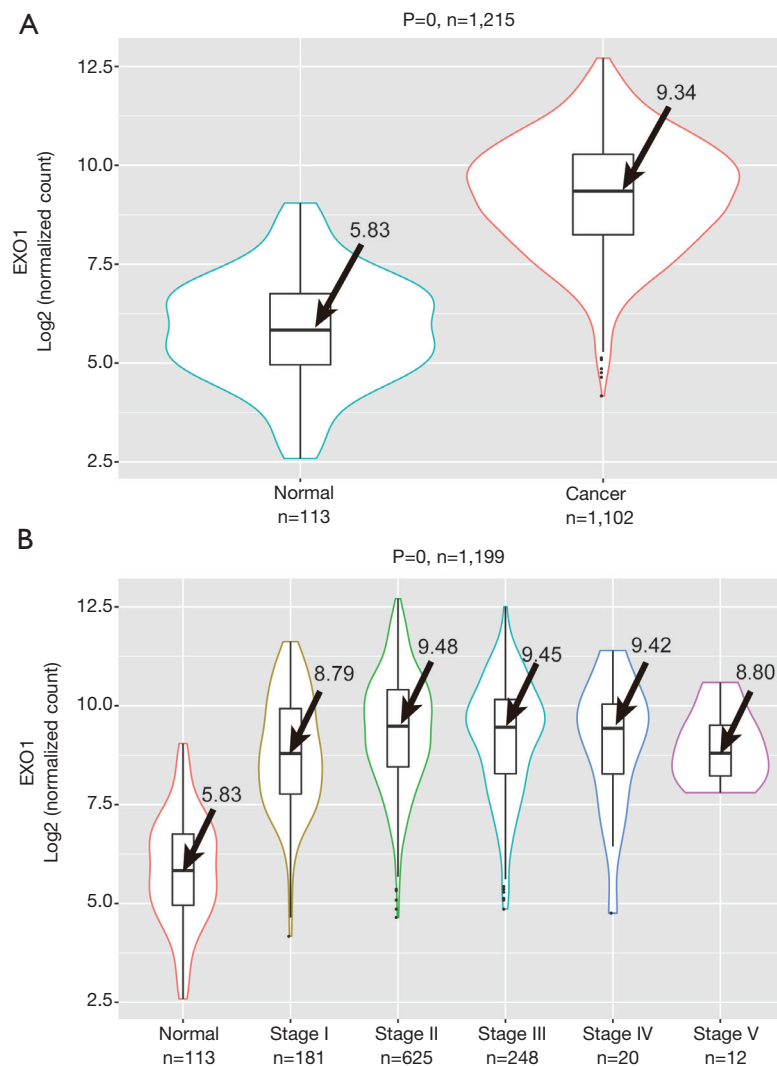 A
P=0, n=1,215
EXO1
Log2 (normalized count)
12.5
10.0
7.5
5.0
2.5
5.83
9.34
Normal
n=113
Cancer
n=1,102
B
P=0, n=1,199
EXO1
Log2 (normalized count)
12.5
10.0
7.5
5.0
2.5
5.83
8.79
9.48
9.45
9.42
8.80
Normal
n=113
Stage I
n=181
Stage II
n=625
Stage III
n=248
Stage IV
n=20
Stage V
n=12